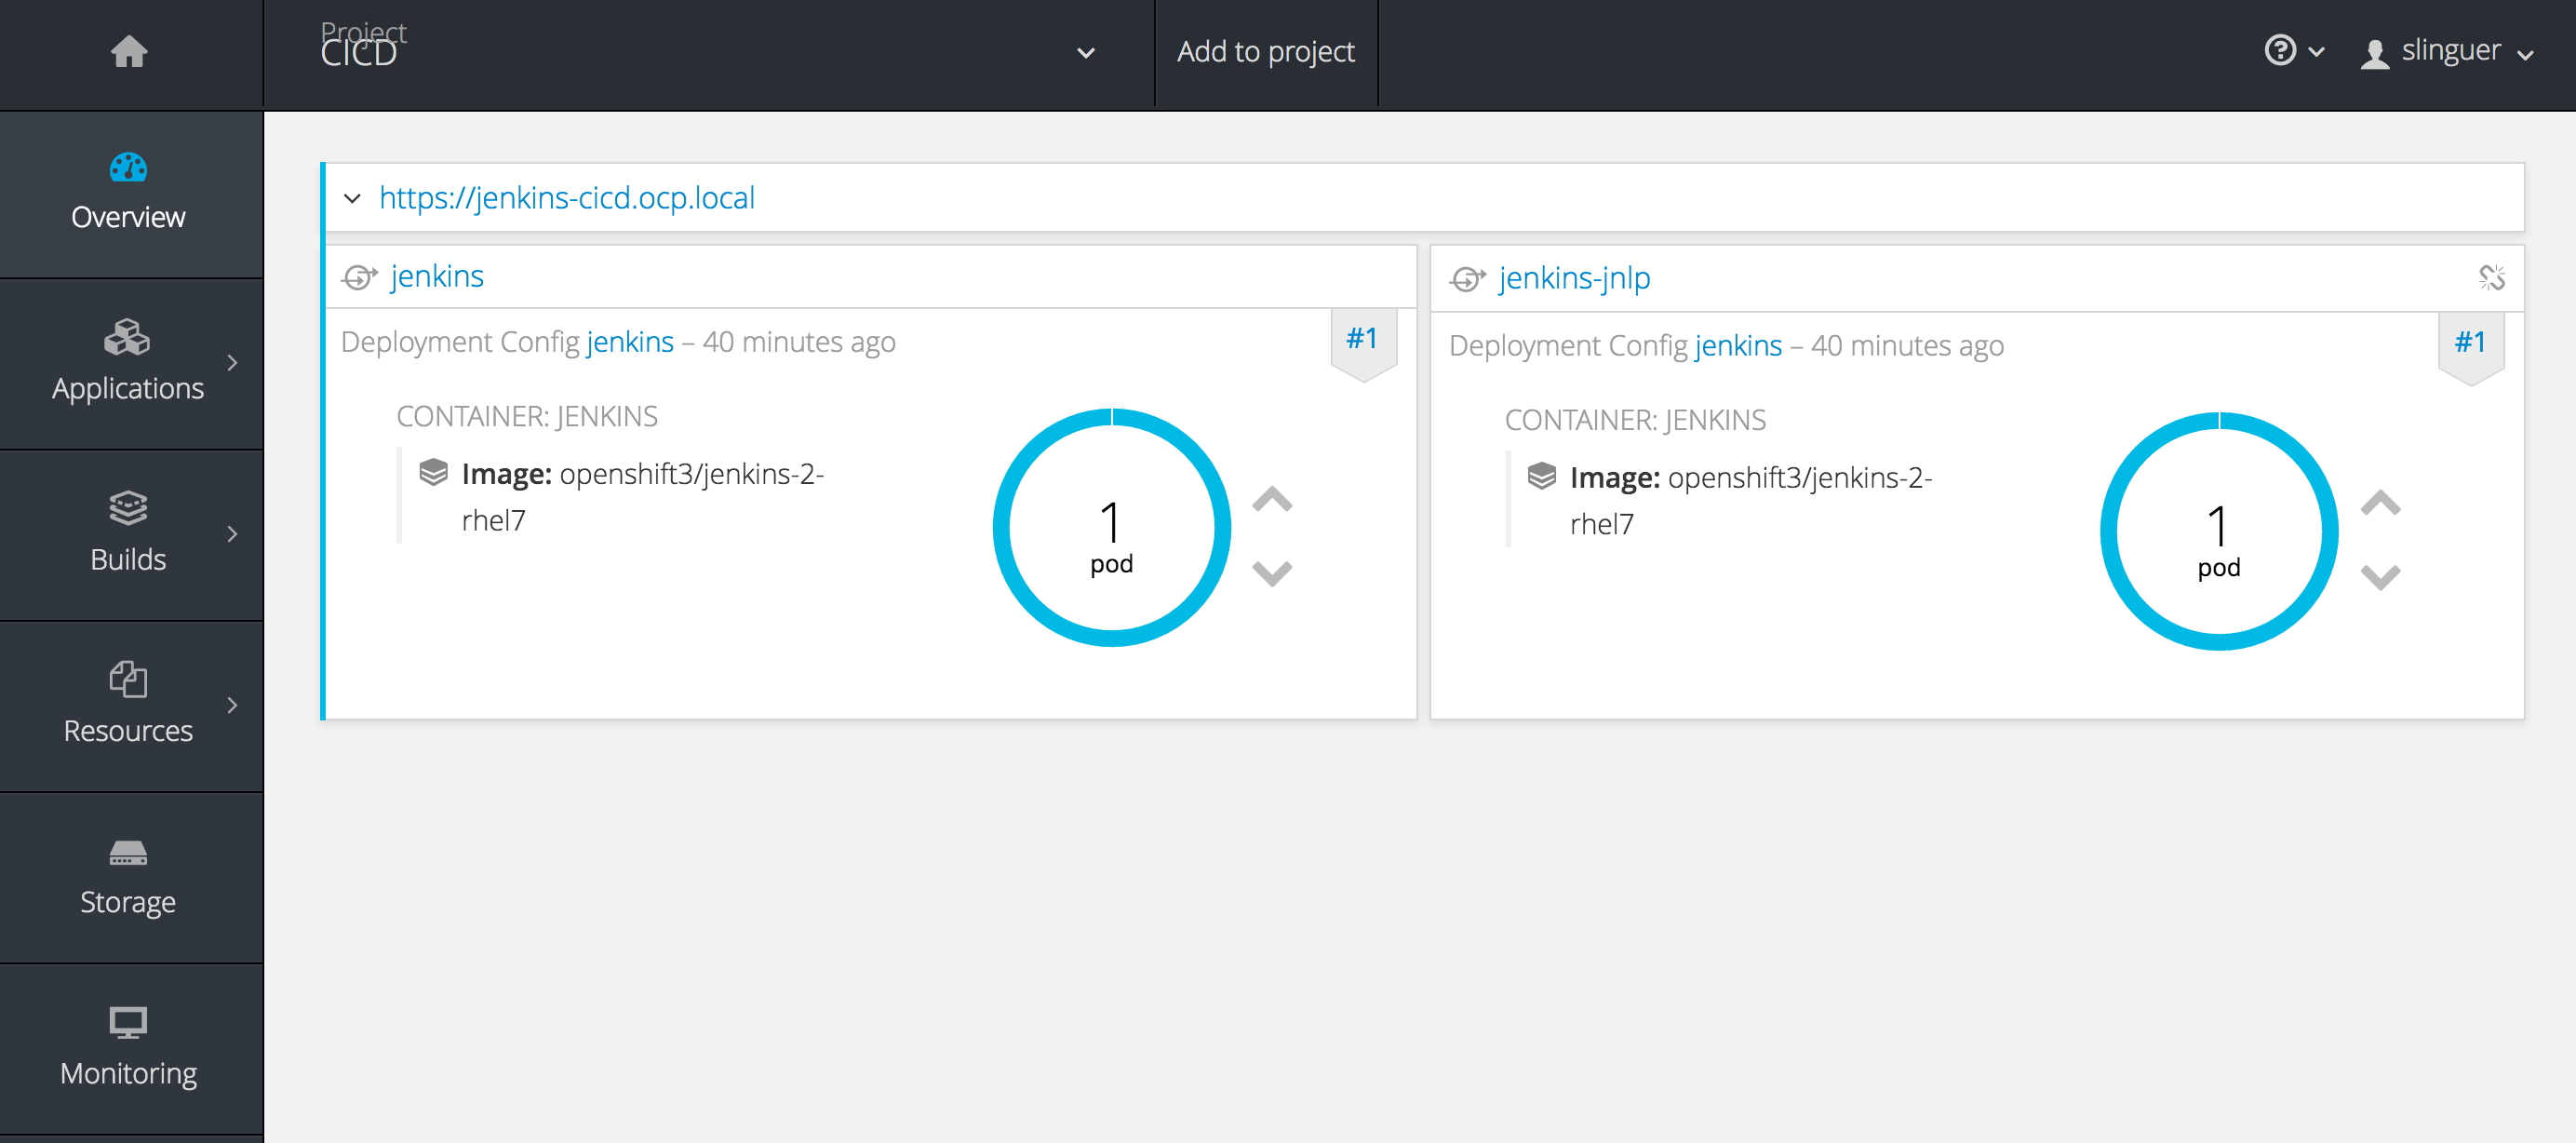 Project
CICD
Add to project
slinguer
Overview
Applications
Builds
Resources
Storage
Monitoring
https://jenkins-cicd.ocp.local
jenkins
Deployment Config jenkins – 40 minutes ago
#1
CONTAINER: JENKINS
Image: openshift3/jenkins-2-
rhel7
1
pod
jenkins-jnlp
Deployment Config jenkins – 40 minutes ago
#1
CONTAINER: JENKINS
Image: openshift3/jenkins-2-
rhel7
1
pod